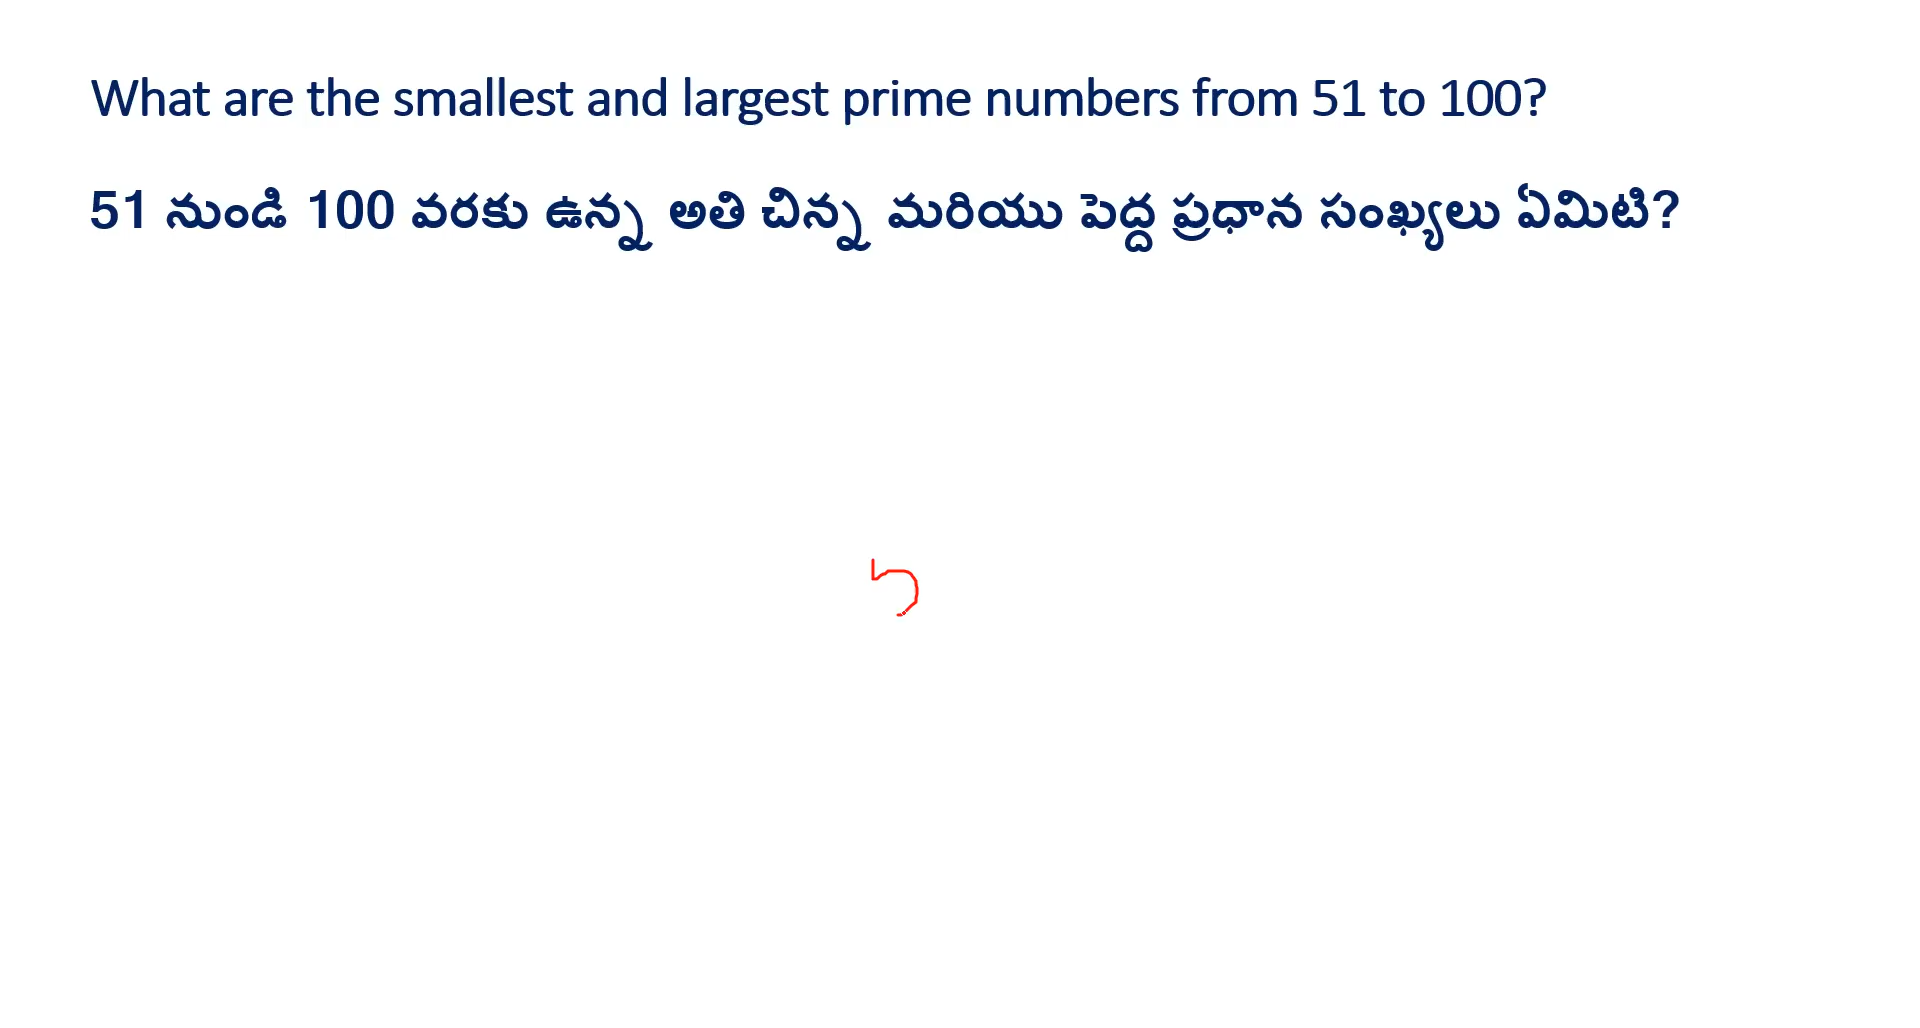 What are the smallest and largest prime numbers from 51 to 100?
51 నుండి 100 వరకు ఉన్న అతి చిన్న మరియు పెద్ద ప్రధాన సంఖ్యలు ఏమిటి?
5